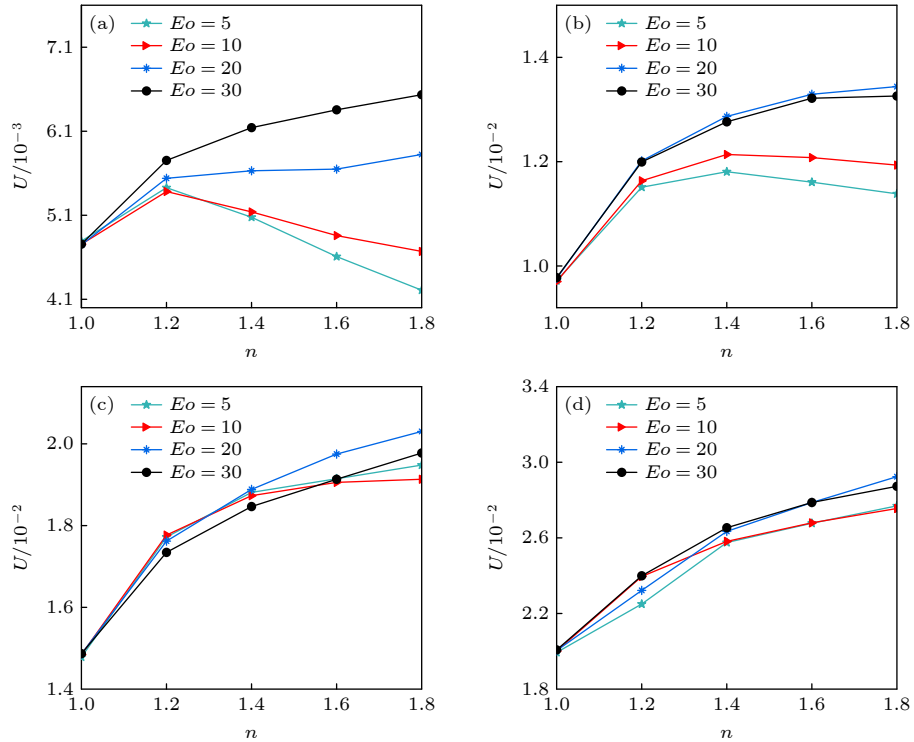 (a)
Eo = 5
Eo = 10
Eo = 20
Eo = 30
7.1
6.1
5.1
4.1
U/10⁻³
1.0 1.2 1.4 1.6 1.8
n
(b)
Eo = 5
Eo = 10
Eo = 20
Eo = 30
1.4
1.2
1.0
U/10⁻²
1.0 1.2 1.4 1.6 1.8
n
(c)
Eo = 5
Eo = 10
Eo = 20
Eo = 30
2.0
1.8
1.6
1.4
U/10⁻²
1.0 1.2 1.4 1.6 1.8
n
(d)
Eo = 5
Eo = 10
Eo = 20
Eo = 30
3.4
3.0
2.6
2.2
1.8
U/10⁻²
1.0 1.2 1.4 1.6 1.8
n